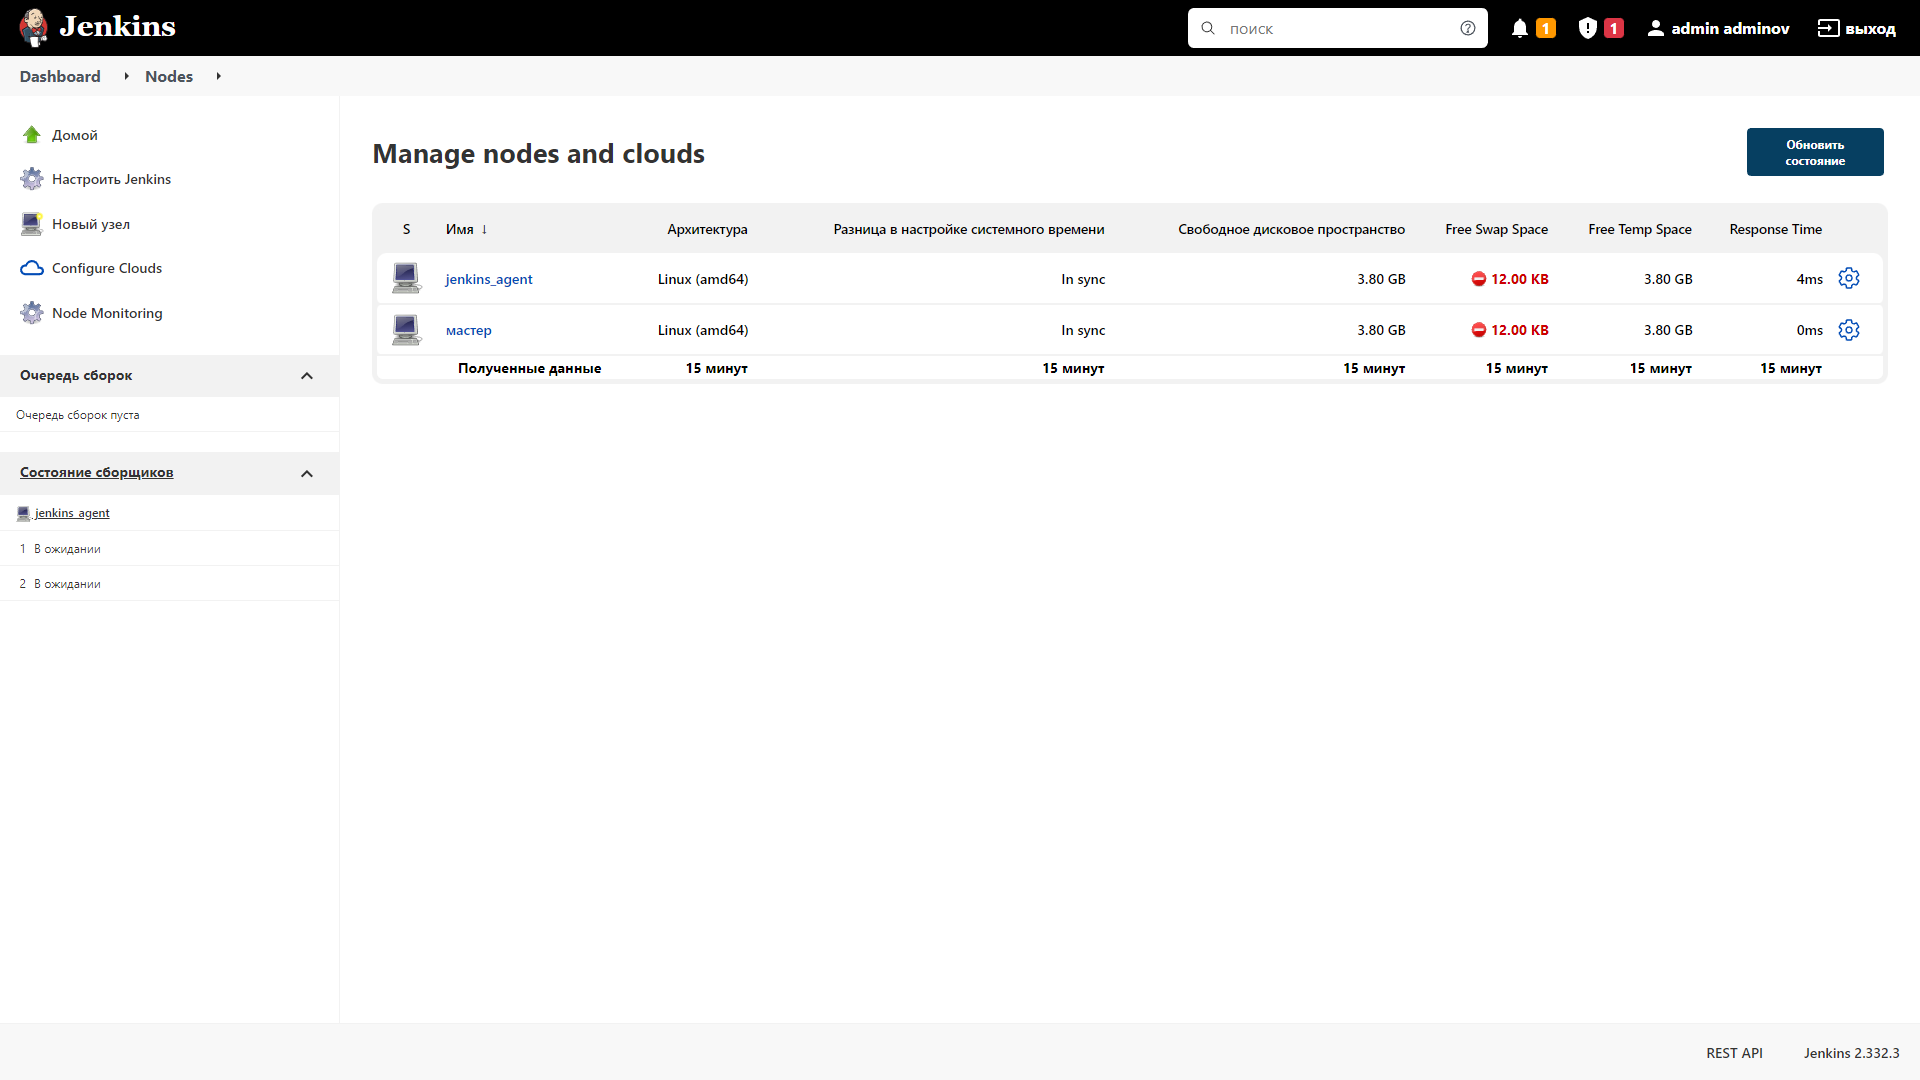 Jenkins
поиск
1
1
admin adminov
выход
Dashboard
Nodes
Домой
Настроить Jenkins
Новый узел
Configure Clouds
Node Monitoring
Очередь сборок
Очередь сборок пуста
Состояние сборщиков
jenkins_agent
1 В ожидании
2 В ожидании
Manage nodes and clouds
Обновить
состояние
S Имя ↓ Архитектура Разница в настройке системного времени Свободное дисковое пространство Free Swap Space Free Temp Space Response Time
jenkins_agent Linux (amd64) In sync 3.80 GB 12.00 KB 3.80 GB 4ms
мастер Linux (amd64) In sync 3.80 GB 12.00 KB 3.80 GB 0ms
Полученные данные 15 минут 15 минут 15 минут 15 минут 15 минут 15 минут
REST API
Jenkins 2.332.3